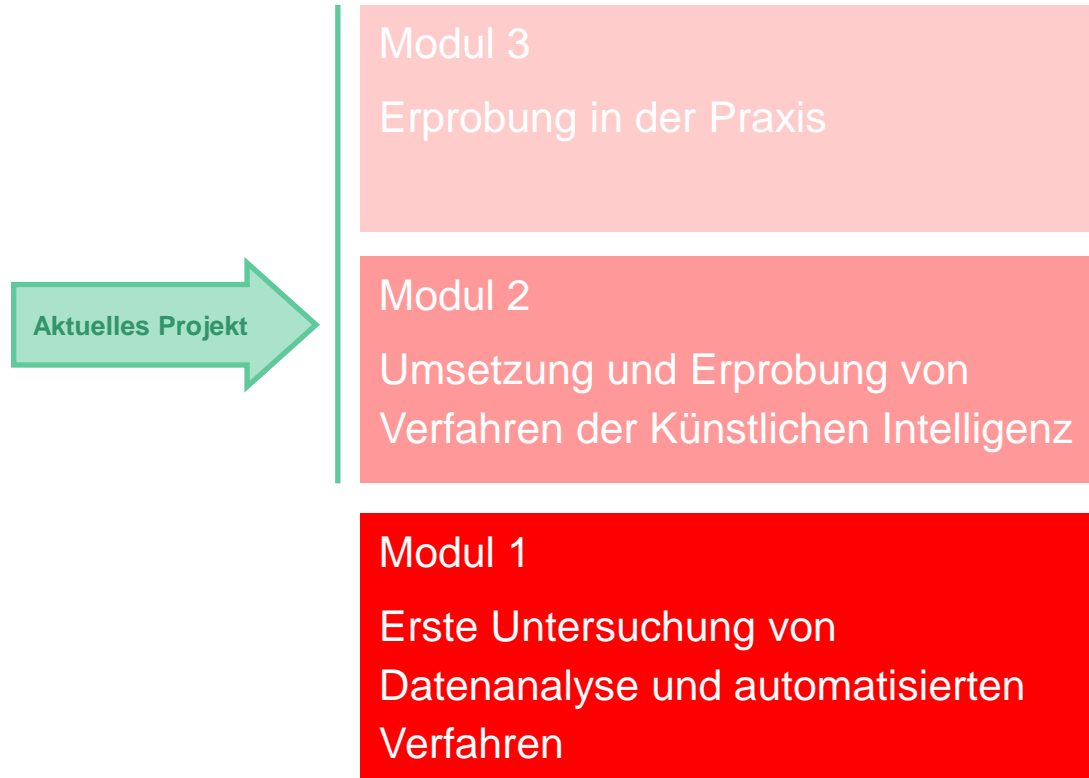 Modul 3
Erprobung in der Praxis
Aktuelles Projekt
Modul 2
Umsetzung und Erprobung von
Verfahren der Künstlichen Intelligenz
Modul 1
Erste Untersuchung von
Datenanalyse und automatisierten
Verfahren